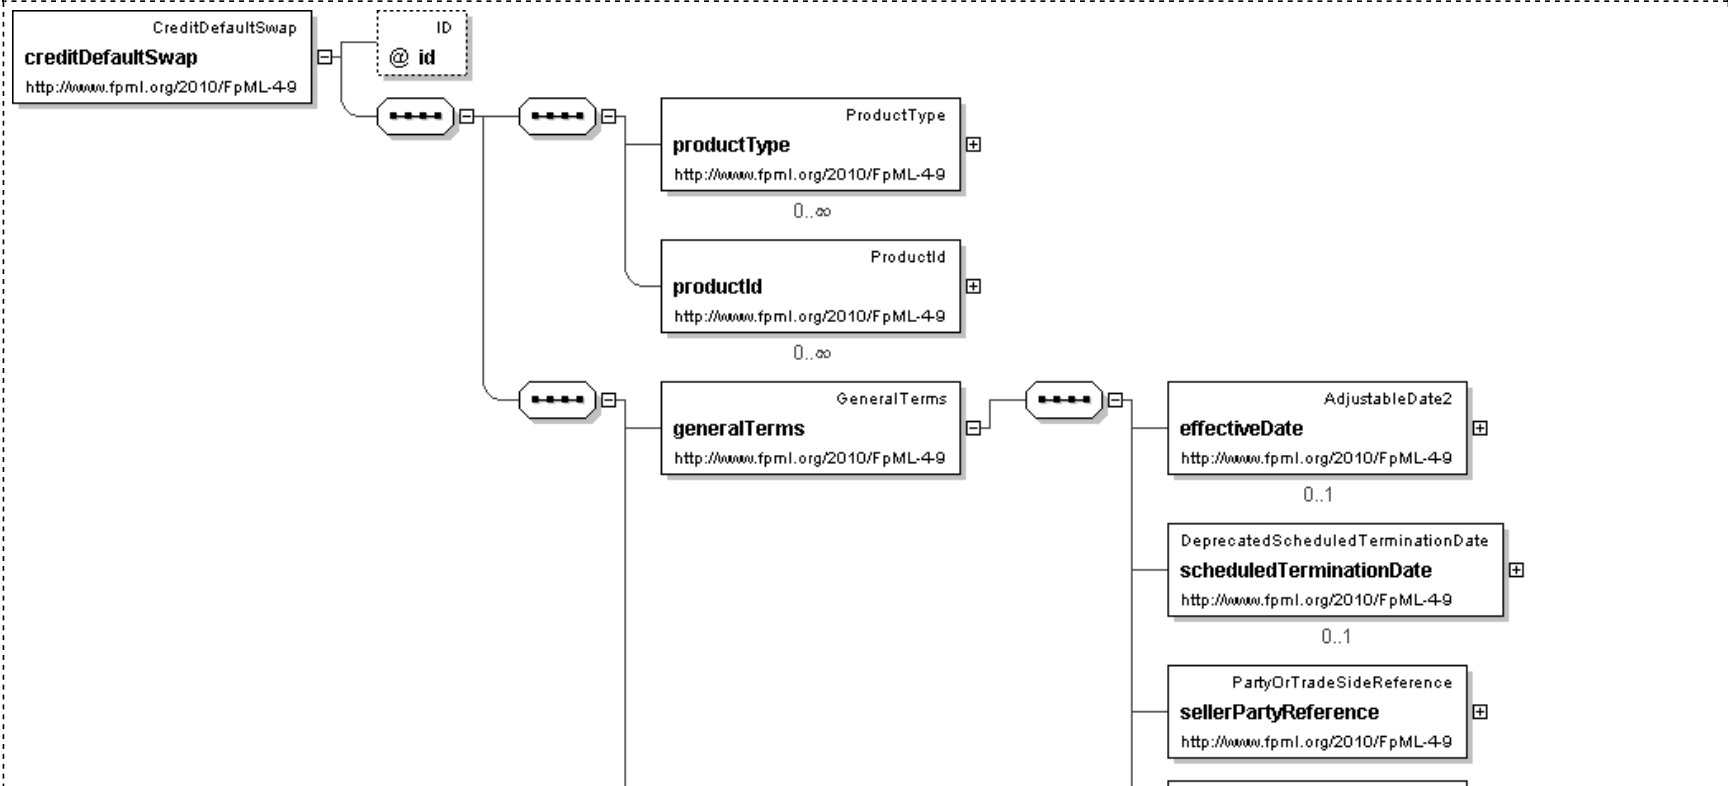 CreditDefaultSwap
creditDefaultSwap
http://www.fpml.org/2010/FpML-4-9
ID
@ id
ProductType
productType
http://www.fpml.org/2010/FpML-4-9
0..∞
ProductId
productId
http://www.fpml.org/2010/FpML-4-9
0..∞
GeneralTerms
generalTerms
http://www.fpml.org/2010/FpML-4-9
AdjustableDate2
effectiveDate
http://www.fpml.org/2010/FpML-4-9
0..1
DeprecatedScheduledTerminationDate
scheduledTerminationDate
http://www.fpml.org/2010/FpML-4-9
0..1
PartyOrTradeSideReference
sellerPartyReference
http://www.fpml.org/2010/FpML-4-9